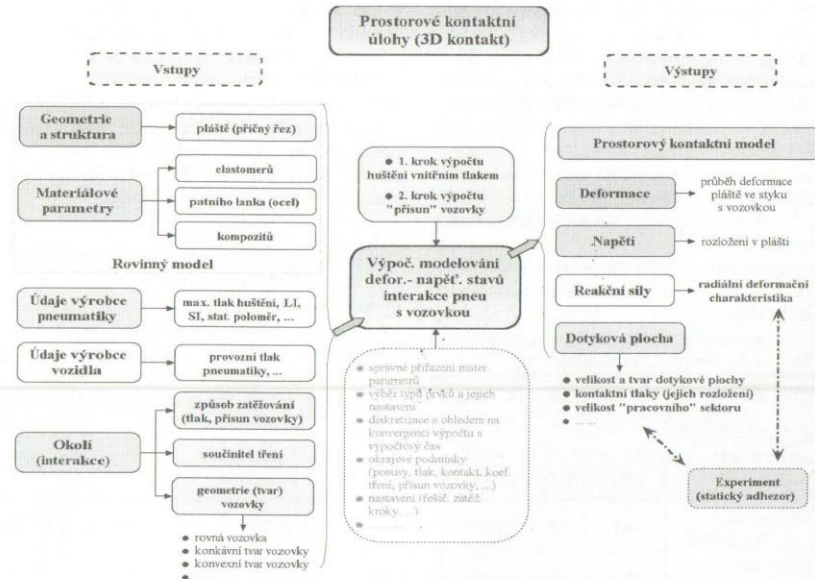 Prostorové kontaktní
úlohy (3D kontakt)
Vstupy
Geometrie
a struktura
pláště (příčný řez)
Materiálové
parametry
elastomerů
patního lanka (ocel)
kompozitů
Rovinný model
Údaje výrobce
pneumatiky
max. tlak huštění, LI,
SI, stat. poloměr, ...
Údaje výrobce
vozidla
provozní tlak
pneumatiky, ...
Okolí
(interakce)
způsob zatěžování
(tlak, přísun vozovky)
součinitel tření
geometrie (tvar)
vozovky
● rovná vozovka
● konkávní tvar vozovky
● konvexní tvar vozovky
● ......
● 1. krok výpočtu
huštění vnitřním tlakem
● 2. krok výpočtu
"přísun" vozovky
Výpoč. modelování
defor.- napěť. stavů
interakce pneu
s vozovkou
● správné přiřazení mater.
parametrů
● výběr typů prvků a jejich
nastavení
● diskretizace s ohledem na
konvergenci výpočtu a
výpočtový čas
● okrajové podmínky
(posuvy, tlak, kontakt, koef.
tření, přísun vozovky, ...)
● nastavení (řešič, zátěž.
kroky, ...)
● ......
Výstupy
Prostorový kontaktní model
Deformace
průběh deformace
pláště ve styku
s vozovkou
Napětí
rozložení v plášti
Reakční síly
radiální deformační
charakteristika
Dotyková plocha
● velikost a tvar dotykové plochy
● kontaktní tlaky (jejich rozložení)
● velikost "pracovního" sektoru
● ......
Experiment
(statický adhezor)